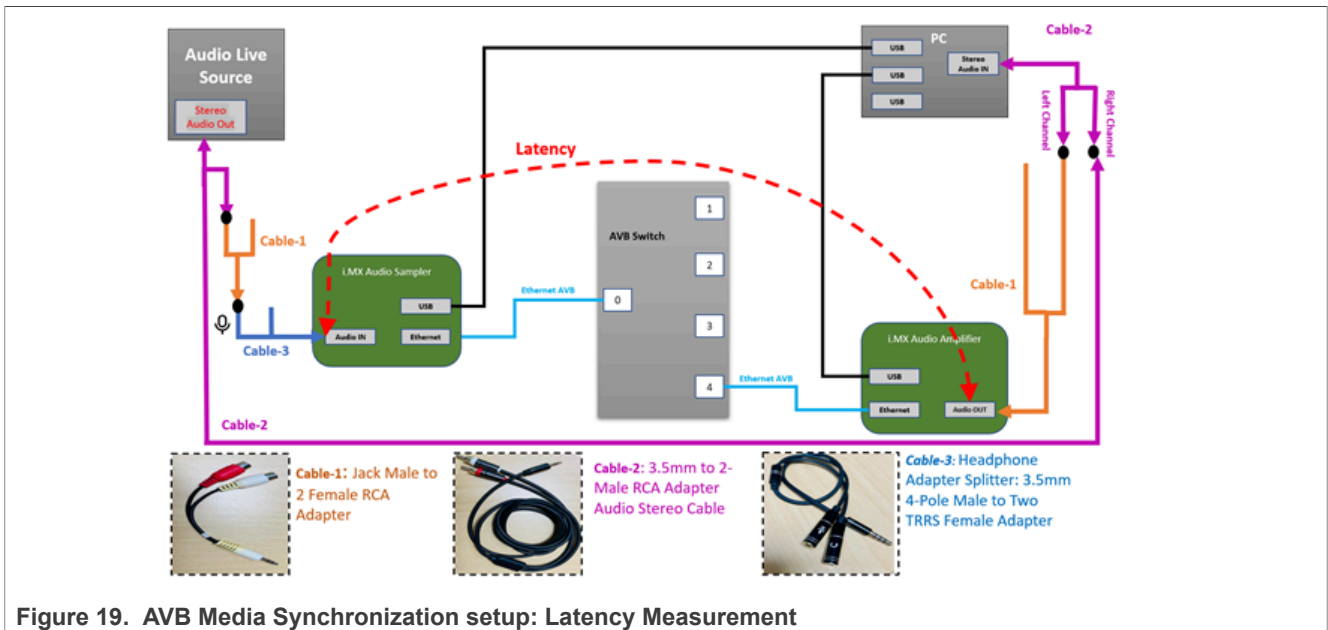 Audio Live
Source
Stereo
Audio Out
PC
USB
USB
USB
Stereo
Audio IN
Cable-2
Left Channel
Right Channel
Latency
AVB Switch
1
2
0
3
4
Cable-1
i.MX Audio Sampler
USB
Audio IN
Ethernet
Ethernet AVB
Cable-3
Cable-1
i.MX Audio Amplifier
USB
Ethernet
Audio OUT
Ethernet AVB
Cable-2
Cable-1: Jack Male to
2 Female RCA
Adapter
Cable-2: 3.5mm to 2-
Male RCA Adapter
Audio Stereo Cable
Cable-3: Headphone
Adapter Splitter: 3.5mm
4-Pole Male to Two
TRRS Female Adapter
Figure 19. AVB Media Synchronization setup: Latency Measurement